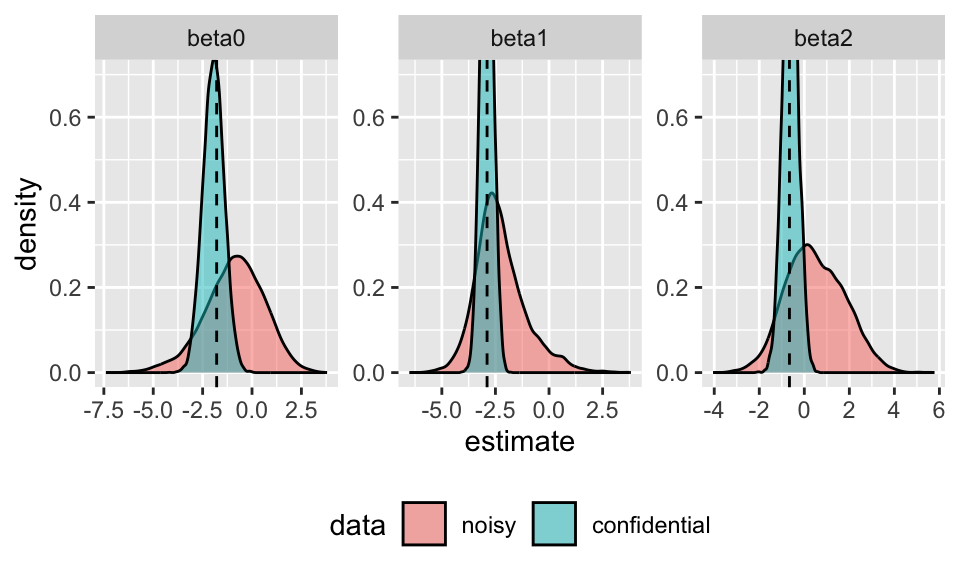 beta0 beta1 beta2
density
0.6 0.6 0.6
0.4 0.4 0.4
0.2 0.2 0.2
0.0 0.0 0.0
-7.5 -5.0 -2.5 0.0 2.5 -5.0 -2.5 0.0 2.5 -4 -2 0 2 4 6
estimate
data noisy confidential